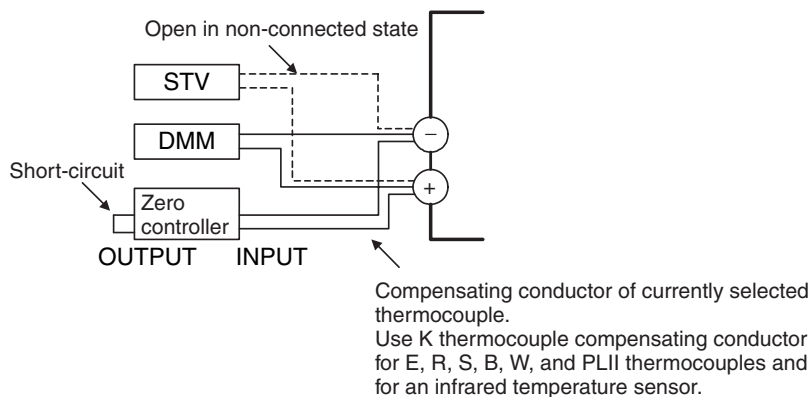 Open in non-connected state
STV
DMM
−
Short-circuit
+
Zero
controller
OUTPUT INPUT
Compensating conductor of currently selected
thermocouple.
Use K thermocouple compensating conductor
for E, R, S, B, W, and PLII thermocouples and
for an infrared temperature sensor.